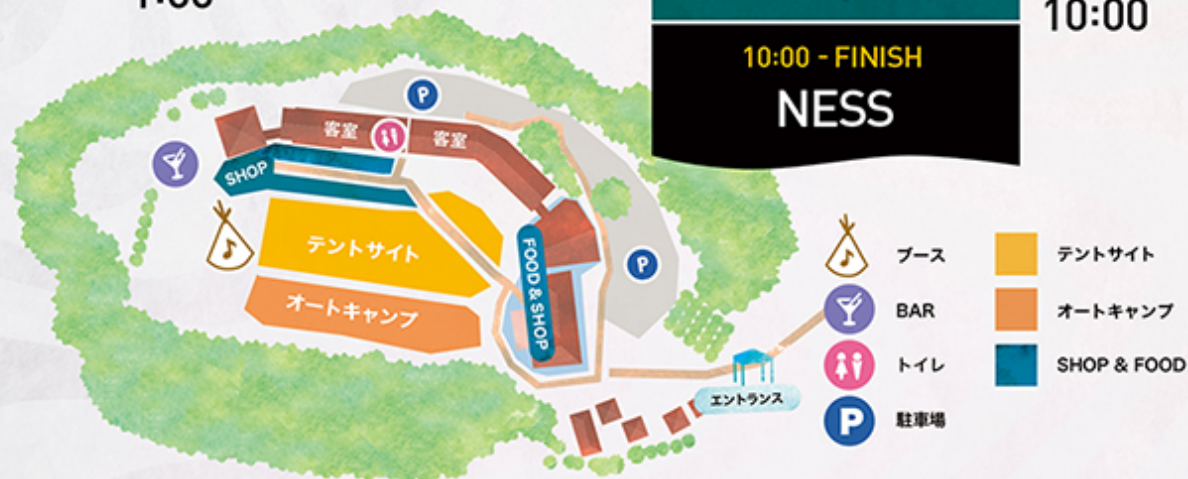 10:00
10:00 - FINISH
NESS
P
客室
客室
SHOP
テントサイト
FOOD & SHOP
P
オートキャンプ
エントランス
ブース
テントサイト
BAR
オートキャンプ
トイレ
SHOP & FOOD
P
駐車場